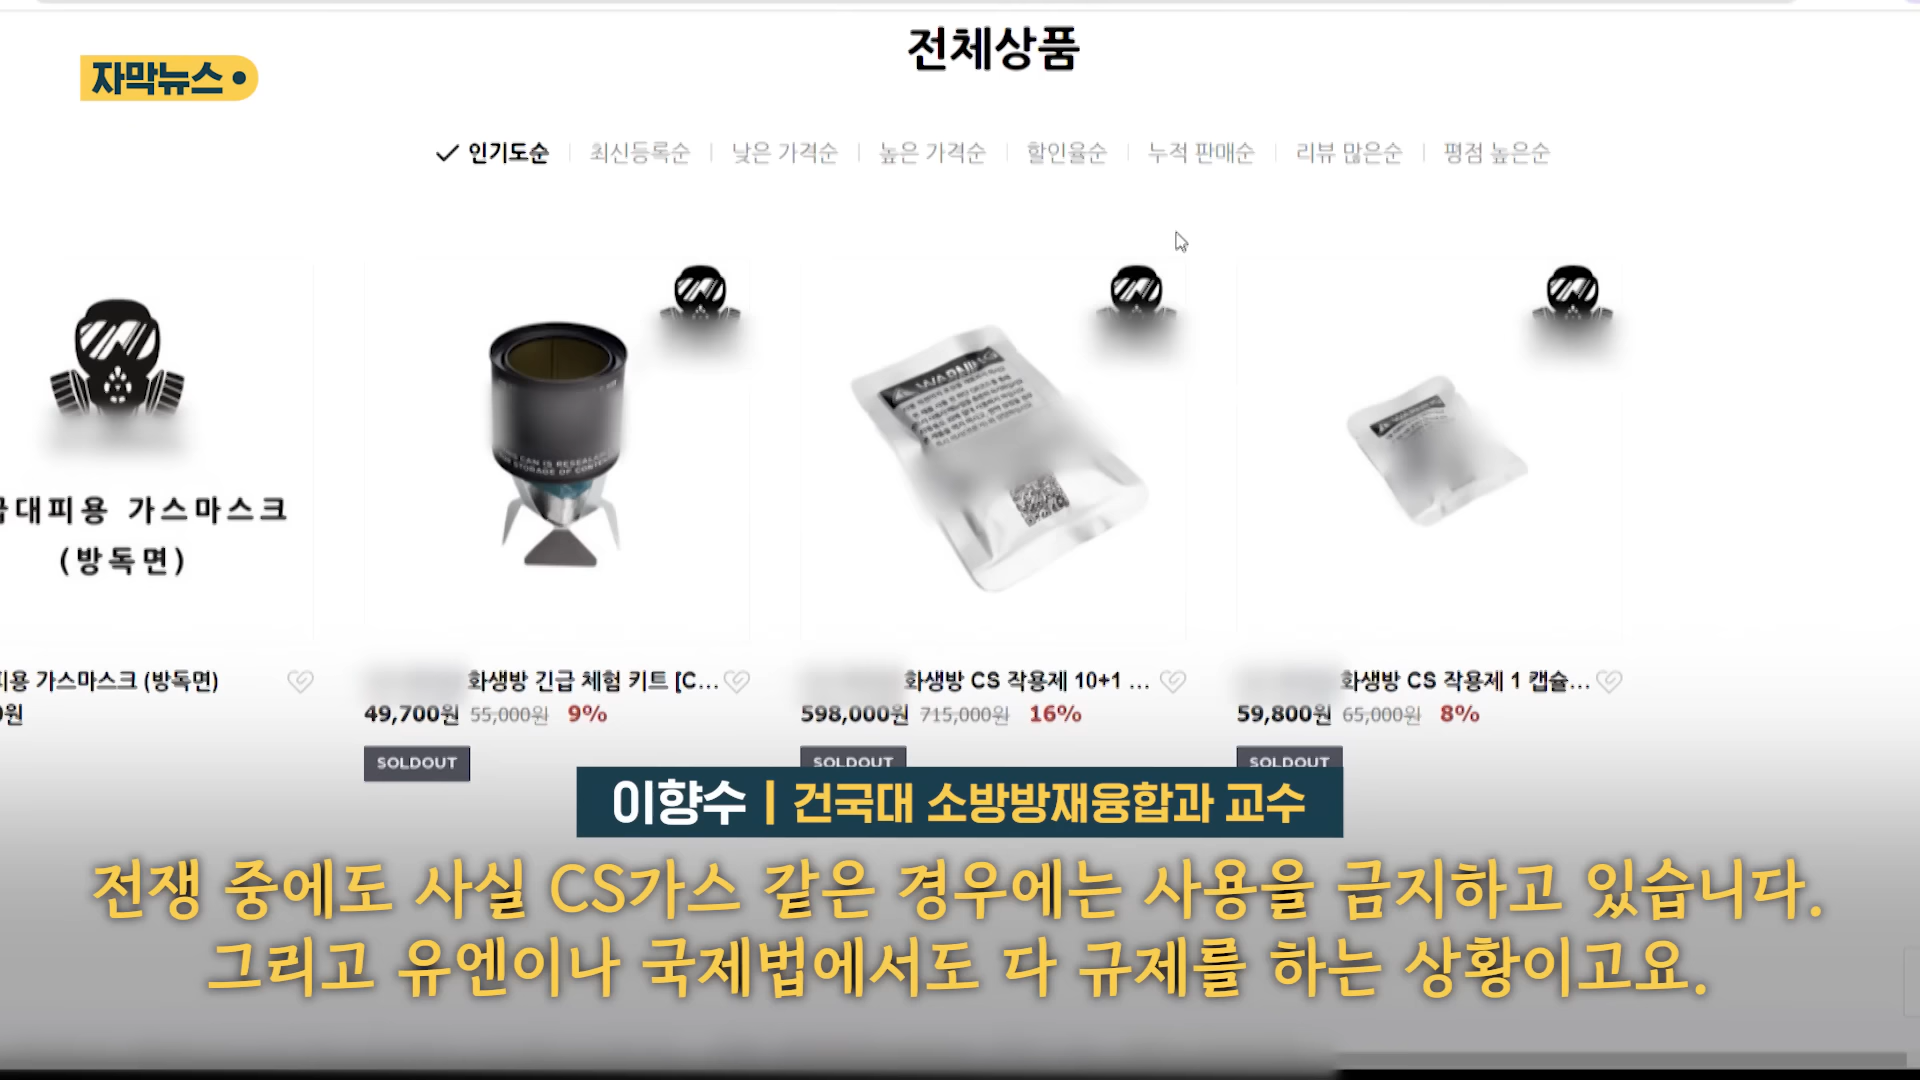 전체상품
자막뉴스
인기도순 최신등록순 낮은 가격순 높은 가격순 할인율순 누적 판매순 리뷰 많은순 평점 높은순
대피용 가스마스크
(방독면)
WARNING
용 가스마스크 (방독면)
원
화생방 긴급 체험 키트 [C...
49,700원 55,000원 9%
SOLDOUT
화생방 CS 작용제 10+1 ...
598,000원 715,000원 16%
SOLDOUT
화생방 CS 작용제 1 캡슐...
59,800원 65,000원 8%
SOLDOUT
이향수 | 건국대 소방방재융합과 교수
전쟁 중에도 사실 CS가스 같은 경우에는 사용을 금지하고 있습니다.
그리고 유엔이나 국제법에서도 다 규제를 하는 상황이고요.